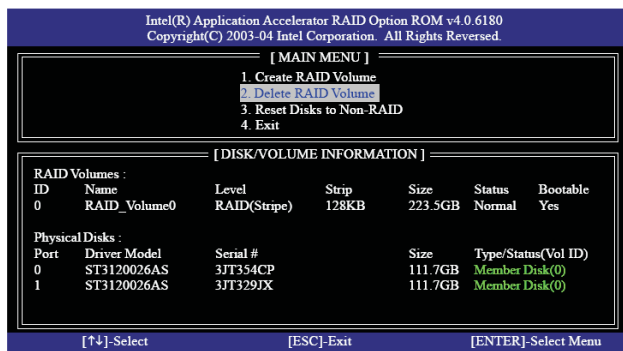 Intel(R) Application Accelerator RAID Option ROM v4.0.6180
Copyright(C) 2003-04 Intel Corporation. All Rights Reversed.
[ MAIN MENU ]
1. Create RAID Volume
2. Delete RAID Volume
3. Reset Disks to Non-RAID
4. Exit
[ DISK/VOLUME INFORMATION ]
RAID Volumes :
ID Name Level Strip Size Status Bootable
0 RAID_Volume0 RAID(Stripe) 128KB 223.5GB Normal Yes
Physical Disks :
Port Driver Model Serial # Size Type/Status(Vol ID)
0 ST3120026AS 3JT354CP 111.7GB Member Disk(0)
1 ST3120026AS 3JT329JX 111.7GB Member Disk(0)
[↑↓]-Select [ESC]-Exit [ENTER]-Select Menu